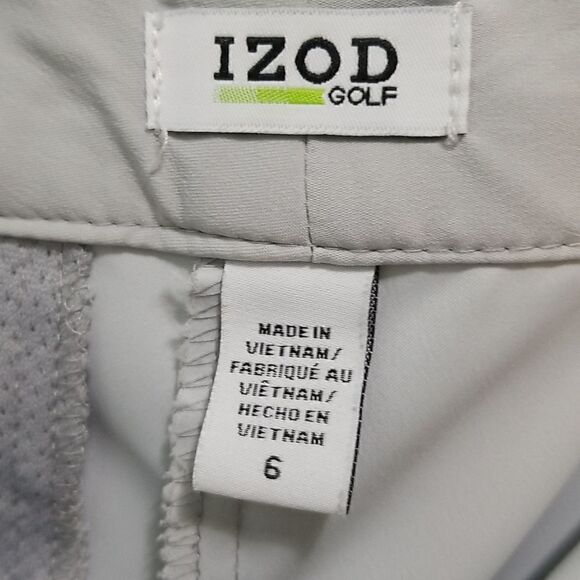 IZOD
GOLF
MADE IN
VIETNAM/
FABRIQUÉ AU
VIÊTNAM/
HECHO EN
VIETNAM
6